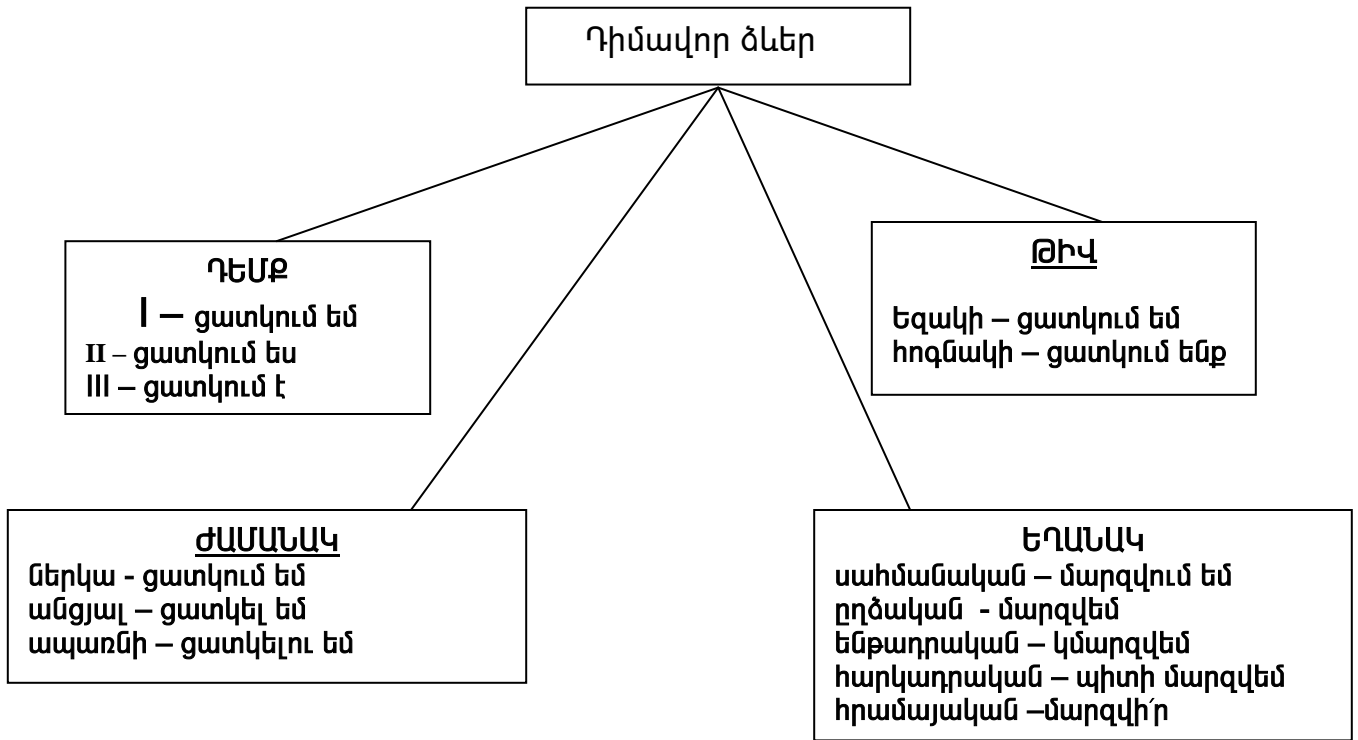 Դիմավոր ձևեր
ԴԵՄՔ
I – ցատկում եմ
II – ցատկում ես
III – ցատկում է
ԹԻՎ
Եզակի – ցատկում եմ
հոգնակի – ցատկում ենք
ԺԱՄԱՆԱԿ
ներկա - ցատկում եմ
անցյալ – ցատկել եմ
ապառնի – ցատկելու եմ
ԵՂԱՆԱԿ
սահմանական – մարզվում եմ
ըղձական - մարզվեմ
ենթադրական – կմարզվեմ
հարկադրական – պիտի մարզվեմ
հրամայական –մարզվի՛ր